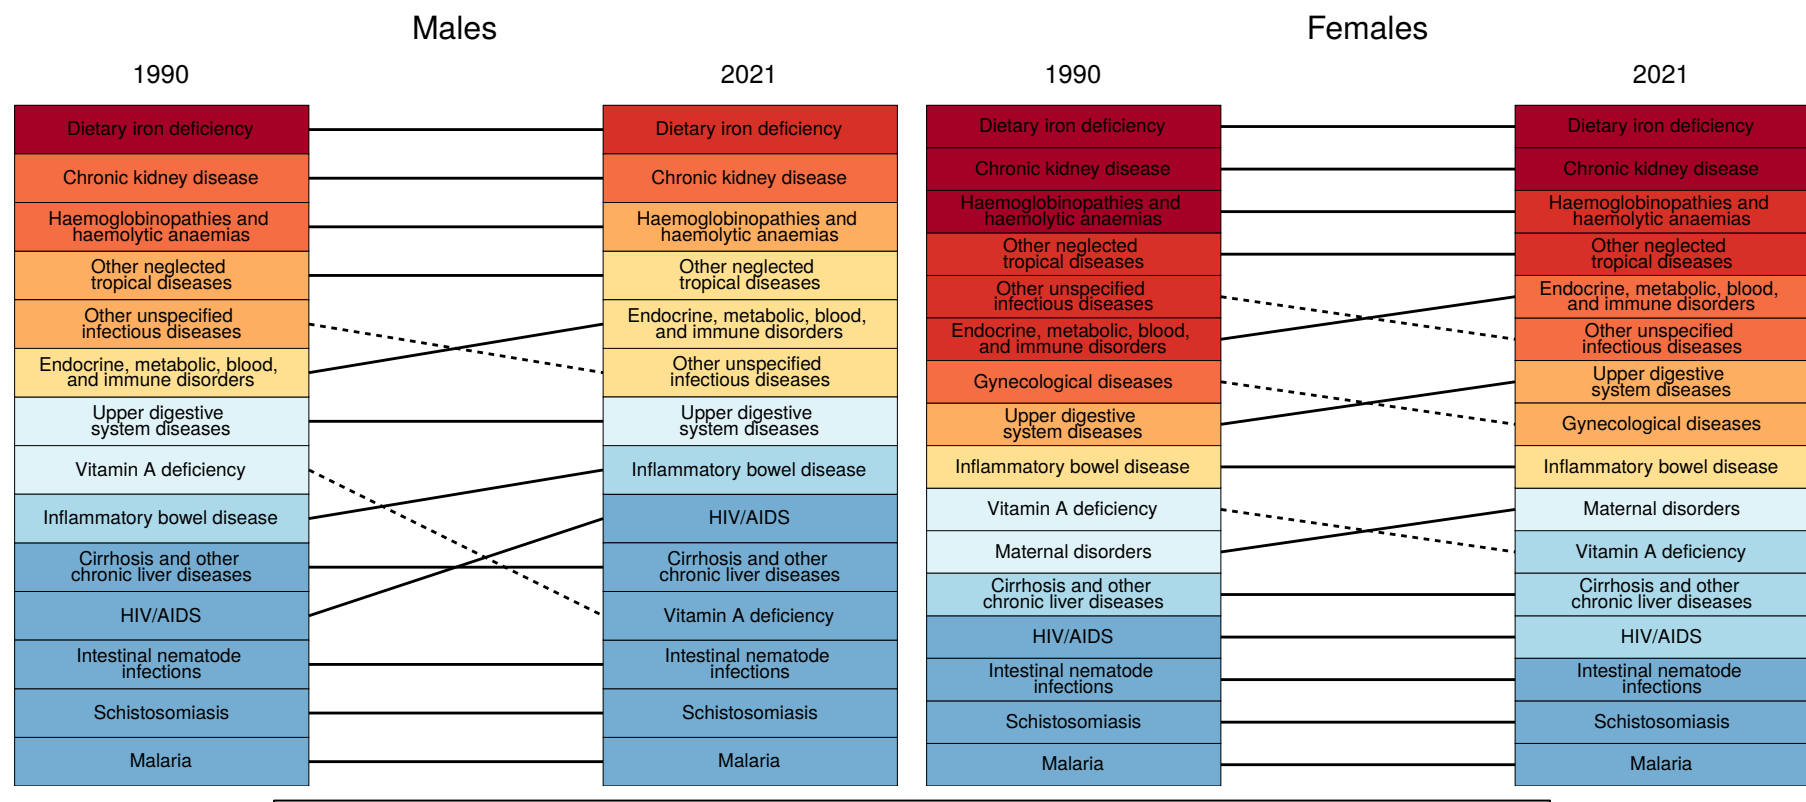 Males
Females
1990
2021
1990
2021
Dietary iron deficiency
Chronic kidney disease
Haemoglobinopathies and
haemolytic anaemias
Other neglected
tropical diseases
Other unspecified
infectious diseases
Endocrine, metabolic, blood,
and immune disorders
Upper digestive
system diseases
Vitamin A deficiency
Inflammatory bowel disease
Cirrhosis and other
chronic liver diseases
HIV/AIDS
Intestinal nematode
infections
Schistosomiasis
Malaria
Dietary iron deficiency
Chronic kidney disease
Haemoglobinopathies and
haemolytic anaemias
Other neglected
tropical diseases
Endocrine, metabolic, blood,
and immune disorders
Other unspecified
infectious diseases
Upper digestive
system diseases
Inflammatory bowel disease
HIV/AIDS
Cirrhosis and other
chronic liver diseases
Vitamin A deficiency
Intestinal nematode
infections
Schistosomiasis
Malaria
Dietary iron deficiency
Chronic kidney disease
Haemoglobinopathies and
haemolytic anaemias
Other neglected
tropical diseases
Other unspecified
infectious diseases
Endocrine, metabolic, blood,
and immune disorders
Gynecological diseases
Upper digestive
system diseases
Inflammatory bowel disease
Vitamin A deficiency
Maternal disorders
Cirrhosis and other
chronic liver diseases
HIV/AIDS
Intestinal nematode
infections
Schistosomiasis
Malaria
Dietary iron deficiency
Chronic kidney disease
Haemoglobinopathies and
haemolytic anaemias
Other neglected
tropical diseases
Endocrine, metabolic, blood,
and immune disorders
Other unspecified
infectious diseases
Upper digestive
system diseases
Gynecological diseases
Inflammatory bowel disease
Maternal disorders
Vitamin A deficiency
Cirrhosis and other
chronic liver diseases
HIV/AIDS
Intestinal nematode
infections
Schistosomiasis
Malaria